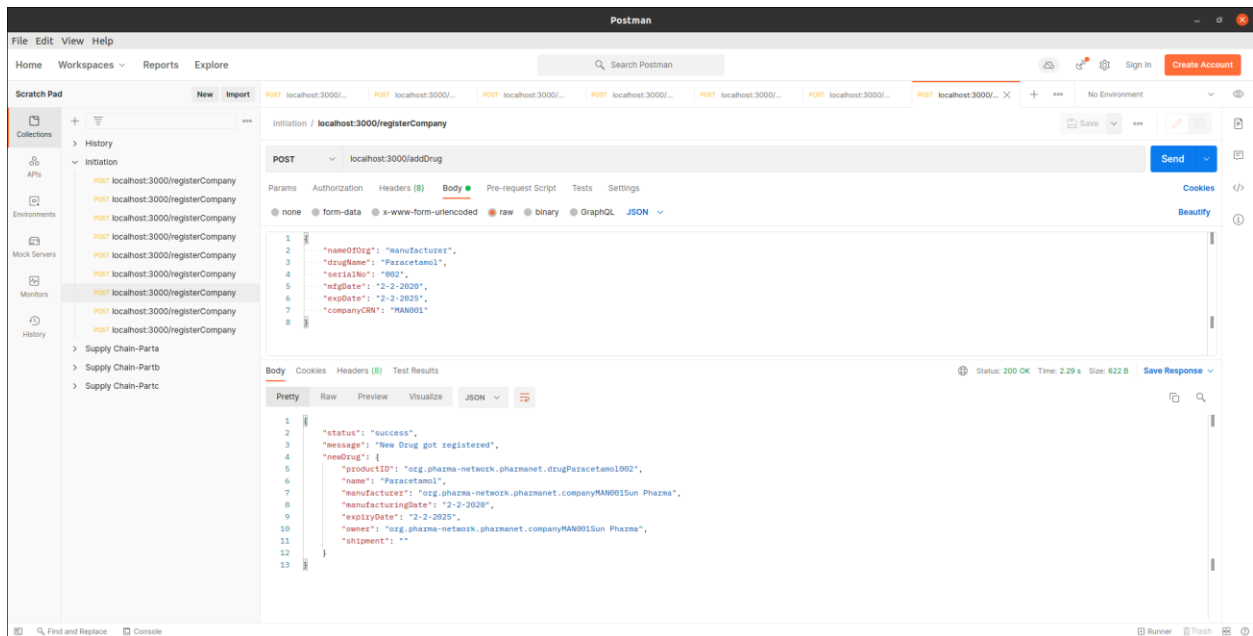 Postman
File Edit View Help
Home Workspaces Reports Explore Search Postman Sign In Create Account
Scratch Pad New Import POST localhost:3000/... POST localhost:3000/... POST localhost:3000/... POST localhost:3000/... POST localhost:3000/... POST localhost:3000/... POST localhost:3000/... No Environment
Collections
APIs
Environments
Mock Servers
Monitors
History
History
Initiation
POST localhost:3000/registerCompany
POST localhost:3000/registerCompany
POST localhost:3000/registerCompany
POST localhost:3000/registerCompany
POST localhost:3000/registerCompany
POST localhost:3000/registerCompany
POST localhost:3000/registerCompany
POST localhost:3000/registerCompany
POST localhost:3000/registerCompany
Supply Chain-Parta
Supply Chain-Partb
Supply Chain-Partc
Initiation / localhost:3000/registerCompany Save
POST localhost:3000/addDrug Send
Params Authorization Headers (8) Body Pre-request Script Tests Settings Cookies
none form-data x-www-form-urlencoded raw binary GraphQL JSON Beautify
1 {
2 "nameOfOrg": "manufacturer",
3 "drugName": "Paracetamol",
4 "serialNo": "002",
5 "mfgDate": "2-2-2020",
6 "expDate": "2-2-2025",
7 "companyCRN": "MAN001"
8 }
Body Cookies Headers (8) Test Results Status: 200 OK Time: 2.29 s Size: 622 B Save Response
Pretty Raw Preview Visualize JSON
1 {
2 "status": "success",
3 "message": "New Drug got registered",
4 "newDrug": {
5 "productID": "org.pharma-network.pharmanet.drugParacetamol002",
6 "name": "Paracetamol",
7 "manufacturer": "org.pharma-network.pharmanet.companyMAN001Sun Pharma",
8 "manufacturingDate": "2-2-2020",
9 "expiryDate": "2-2-2025",
10 "owner": "org.pharma-network.pharmanet.companyMAN001Sun Pharma",
11 "shipment": ""
12 }
13 }
Find and Replace Console Runner Trash